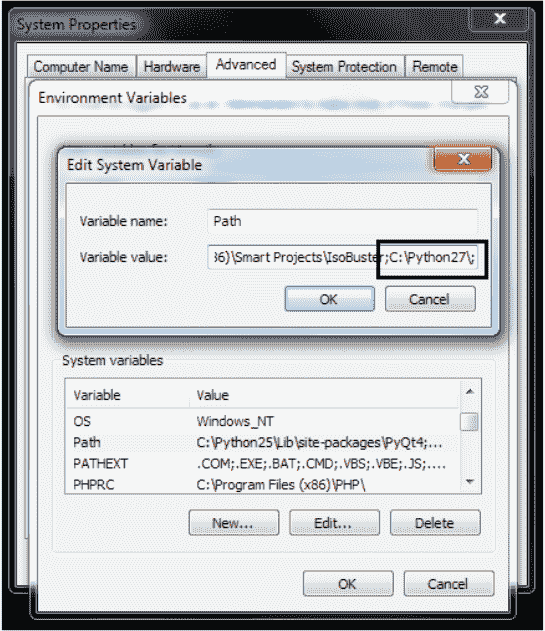 System Properties
Computer Name Hardware Advanced System Protection Remote
Environment Variables
Edit System Variable
Variable name: Path
Variable value: 36)\Smart Projects\IsoBuster;C:\Python27\;
OK Cancel
System variables
Variable Value
OS Windows_NT
Path C:\Python25\Lib\site-packages\PyQt4;...
PATHEXT .COM;.EXE;.BAT;.CMD;.VBS;.VBE;.JS;....
PHPRC C:\Program Files (x86)\PHP\
New... Edit... Delete
OK Cancel